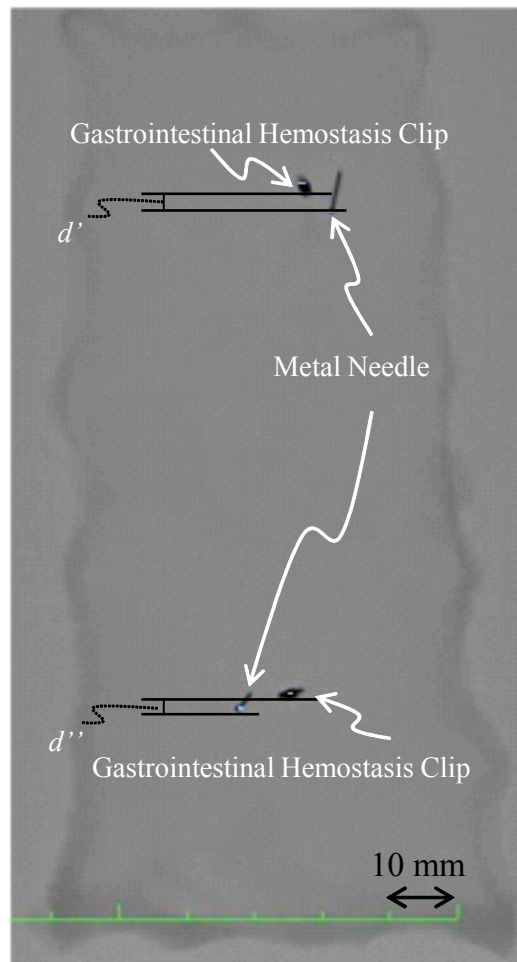 Gastrointestinal Hemostasis Clip
d’
Metal Needle
d’’
Gastrointestinal Hemostasis Clip
10 mm